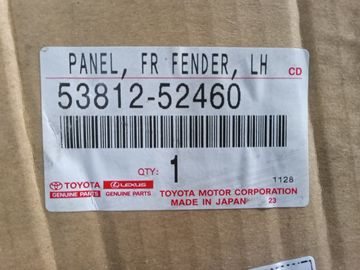 PANEL, FR FENDER, LH
CD
53812-52460
QTY: 1
1128
TOYOTA GENUINE PARTS
LEXUS GENUINE PARTS
TOYOTA MOTOR CORPORATION
MADE IN JAPAN 23